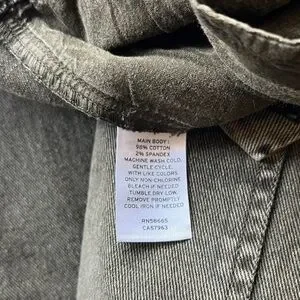 MAIN BODY:
98% COTTON
2% SPANDEX
MACHINE WASH COLD,
GENTLE CYCLE,
WITH LIKE COLORS
ONLY NON-CHLORINE
BLEACH IF NEEDED
TUMBLE DRY LOW,
REMOVE PROMPTLY
COOL IRON IF NEEDED
RN58665
CA57963